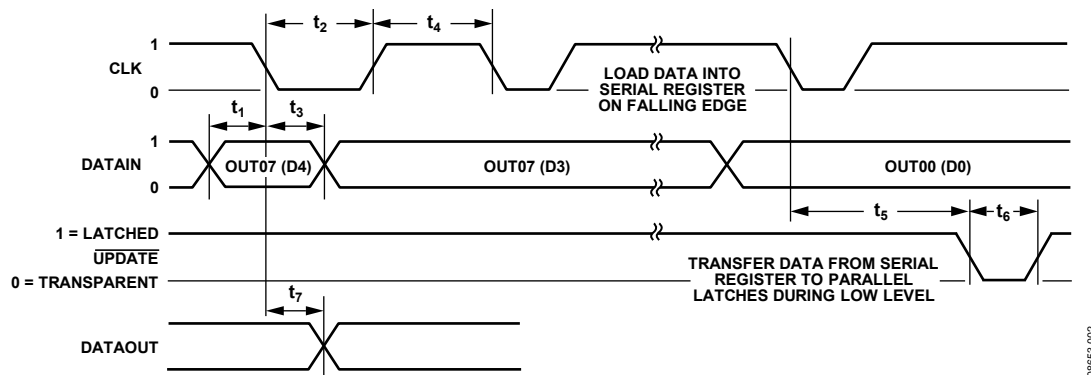 t2
t4
1
CLK
0
LOAD DATA INTO
SERIAL REGISTER
ON FALLING EDGE
t1
t3
1
DATAIN
0
OUT07 (D4)
OUT07 (D3)
OUT00 (D0)
t5
t6
1 = LATCHED
UPDATE
0 = TRANSPARENT
TRANSFER DATA FROM SERIAL
REGISTER TO PARALLEL
LATCHES DURING LOW LEVEL
t7
DATAOUT
08653-002